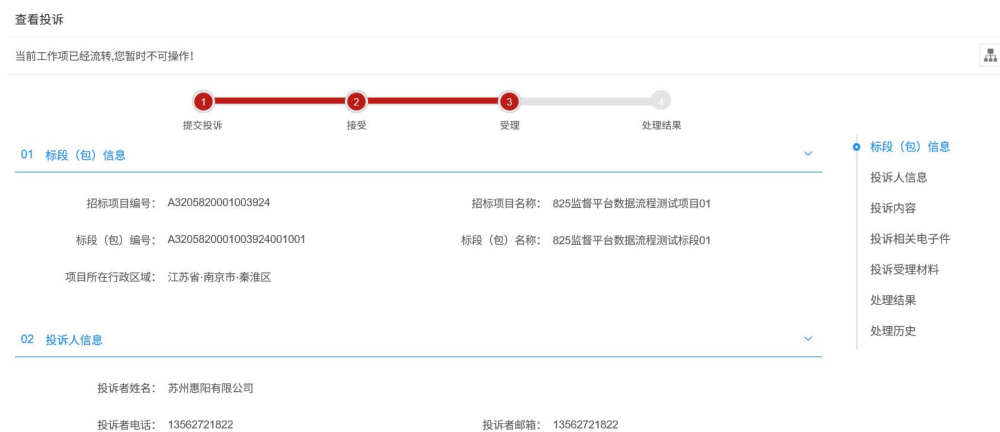 查看投诉
当前工作项已经流转,您暂时不可操作!
1 2 3 4
提交投诉 接受 受理 处理结果
01 标段（包）信息
招标项目编号： A3205820001003924 招标项目名称： 825监督平台数据流程测试项目01
标段（包）编号： A3205820001003924001001 标段（包）名称： 825监督平台数据流程测试标段01
项目所在行政区域： 江苏省·南京市·秦淮区
02 投诉人信息
投诉者姓名： 苏州惠阳有限公司
投诉者电话： 13562721822 投诉者邮箱： 13562721822
标段（包）信息
投诉人信息
投诉内容
投诉相关电子件
投诉受理材料
处理结果
处理历史